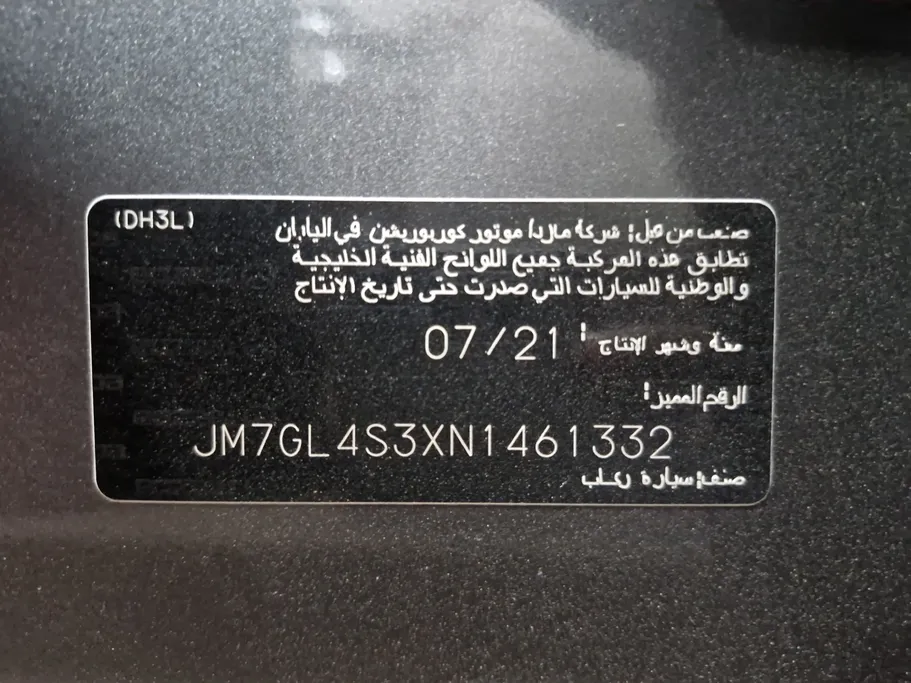 (DH3L)
صنعت من قبل: شركة مازدا موتور كوربوريشن في اليابان
تطابق هذه المركبة جميع اللوائح الفنية الخليجية
والوطنية للسيارات التي صدرت حتى تاريخ الإنتاج
سنة وشهر الإنتاج : 07/21
الرقم المميز:
JM7GL4S3XN1461332
صنف: سيارة ركاب